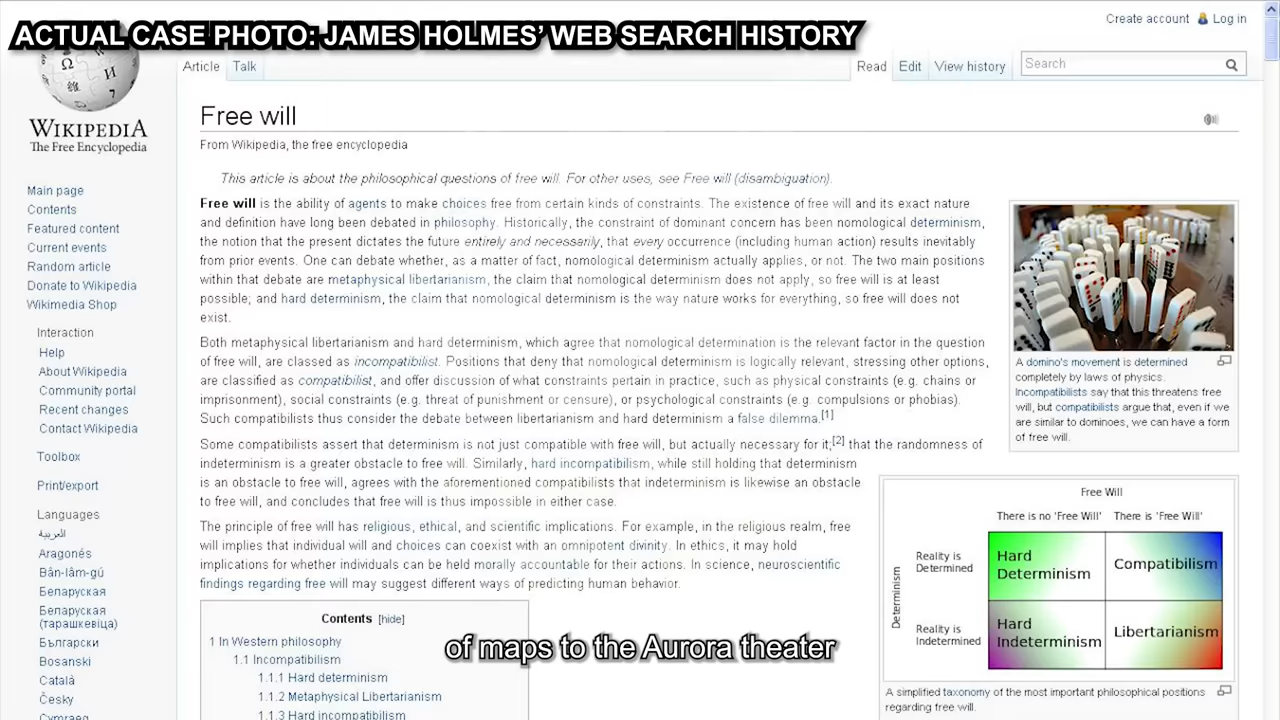 ACTUAL CASE PHOTO: JAMES HOLMES' WEB SEARCH HISTORY
Create account Log in
Article Talk Read Edit View history Search
WIKIPEDIA
The Free Encyclopedia
Main page
Contents
Featured content
Current events
Random article
Donate to Wikipedia
Wikimedia Shop
Interaction
Help
About Wikipedia
Community portal
Recent changes
Contact Wikipedia
Toolbox
Print/export
Languages
العربية
Aragonés
Bân-lâm-gú
Беларуская
Беларуская
(тарашкевіца)
Български
Bosanski
Català
Česky
Cymraeg
Free will
From Wikipedia, the free encyclopedia
This article is about the philosophical questions of free will. For other uses, see Free will (disambiguation).
Free will is the ability of agents to make choices free from certain kinds of constraints. The existence of free will and its exact nature
and definition have long been debated in philosophy. Historically, the constraint of dominant concern has been nomological determinism,
the notion that the present dictates the future entirely and necessarily, that every occurrence (including human action) results inevitably
from prior events. One can debate whether, as a matter of fact, nomological determinism actually applies, or not. The two main positions
within that debate are metaphysical libertarianism, the claim that nomological determinism does not apply, so free will is at least
possible; and hard determinism, the claim that nomological determinism is the way nature works for everything, so free will does not
exist.
Both metaphysical libertarianism and hard determinism, which agree that nomological determination is the relevant factor in the question
of free will, are classed as incompatibilist. Positions that deny that nomological determinism is logically relevant, stressing other options,
are classified as compatibilist, and offer discussion of what constraints pertain in practice, such as physical constraints (e.g. chains or
imprisonment), social constraints (e.g. threat of punishment or censure), or psychological constraints (e.g. compulsions or phobias).
Such compatibilists thus consider the debate between libertarianism and hard determinism a false dilemma.[1]
Some compatibilists assert that determinism is not just compatible with free will, but actually necessary for it;[2] that the randomness of
indeterminism is a greater obstacle to free will. Similarly, hard incompatibilism, while still holding that determinism
is an obstacle to free will, agrees with the aforementioned compatibilists that indeterminism is likewise an obstacle
to free will, and concludes that free will is thus impossible in either case.
The principle of free will has religious, ethical, and scientific implications. For example, in the religious realm, free
will implies that individual will and choices can coexist with an omnipotent divinity. In ethics, it may hold
implications for whether individuals can be held morally accountable for their actions. In science, neuroscientific
findings regarding free will may suggest different ways of predicting human behavior.
Contents [hide]
1 In Western philosophy
1.1 Incompatibilism
1.1.1 Hard determinism
1.1.2 Metaphysical Libertarianism
1.1.3 Hard incompatibilism
A domino's movement is determined
completely by laws of physics.
Incompatibilists say that this threatens free
will, but compatibilists argue that, even if we
are similar to dominoes, we can have a form
of free will.
Free Will
There is no 'Free Will' There is 'Free Will'
Determinism
Reality is
Determined
Hard
Determinism
Compatibilism
Reality is
Indetermined
Hard
Indeterminism
Libertarianism
A simplified taxonomy of the most important philosophical positions
regarding free will.
of maps to the Aurora theater